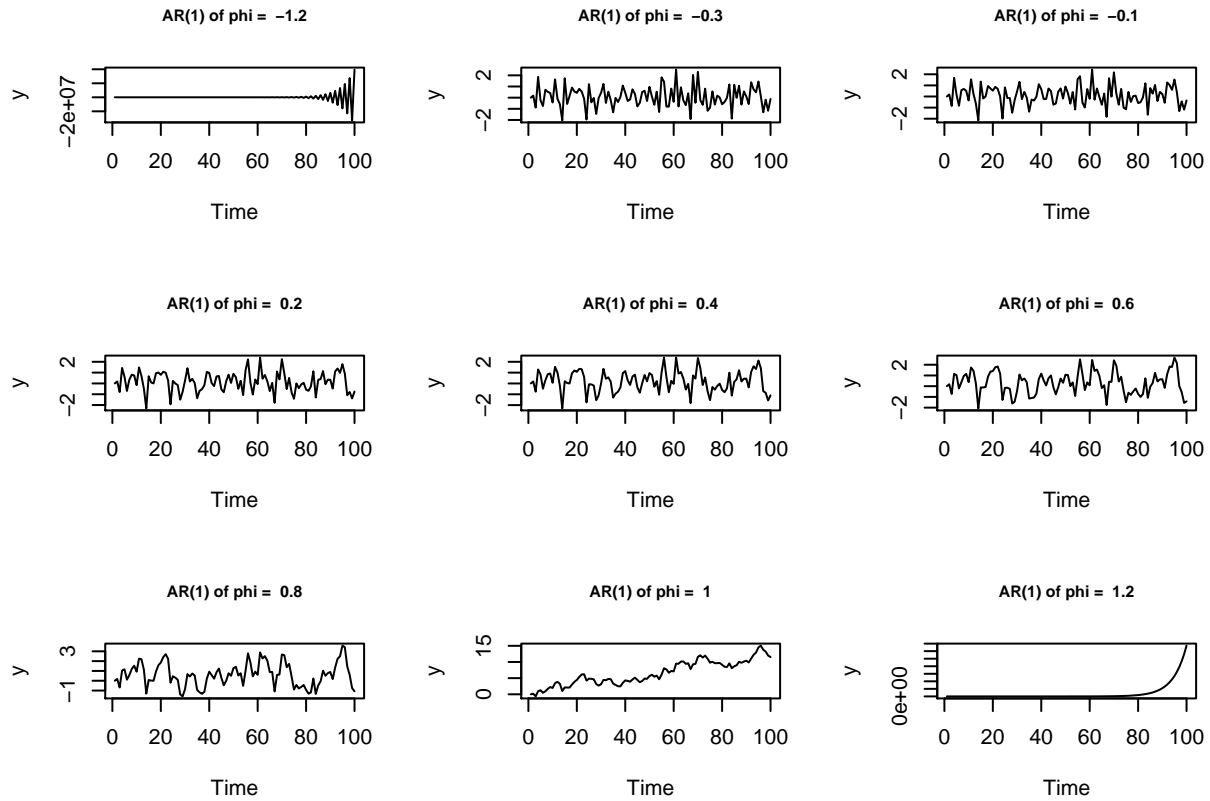 AR(1) of phi = −1.2
y
−2e+07
0 20 40 60 80 100
Time
AR(1) of phi = −0.3
y
2
−2
0 20 40 60 80 100
Time
AR(1) of phi = −0.1
y
2
−2
0 20 40 60 80 100
Time
AR(1) of phi = 0.2
y
2
−2
0 20 40 60 80 100
Time
AR(1) of phi = 0.4
y
2
−2
0 20 40 60 80 100
Time
AR(1) of phi = 0.6
y
2
−2
0 20 40 60 80 100
Time
AR(1) of phi = 0.8
y
3
−1
0 20 40 60 80 100
Time
AR(1) of phi = 1
y
15
0
0 20 40 60 80 100
Time
AR(1) of phi = 1.2
y
0e+00
0 20 40 60 80 100
Time